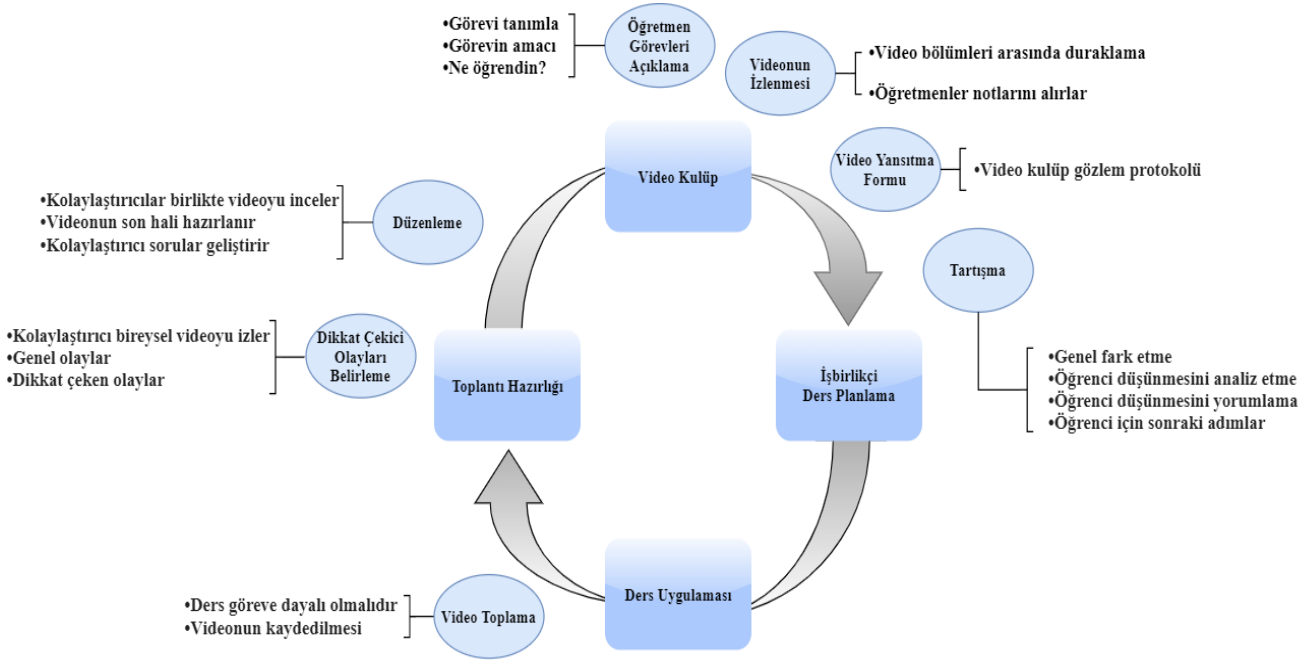 •Görevi tanımla
•Görevin amacı
•Ne öğrendin?
Öğretmen
Görevleri
Açıklama
Videonun
İzlenmesi
•Video bölümleri arasında duraklama
•Öğretmenler notlarını alırlar
Video Kulüp
Video Yansıtma
Formu
•Video kulüp gözlem protokolü
•Kolaylaştırıcılar birlikte videoyu inceler
•Videonun son hali hazırlanır
•Kolaylaştırıcı sorular geliştirir
Düzenleme
Tartışma
•Genel fark etme
•Öğrenci düşünmesini analiz etme
•Öğrenci düşünmesini yorumlama
•Öğrenci için sonraki adımlar
•Kolaylaştırıcı bireysel videoyu izler
•Genel olaylar
•Dikkat çeken olaylar
Dikkat Çekici
Olayları
Belirleme
Toplantı Hazırlığı
İşbirlikçi
Ders Planlama
•Ders göreve dayalı olmalıdır
•Videonun kaydedilmesi
Video Toplama
Ders Uygulaması